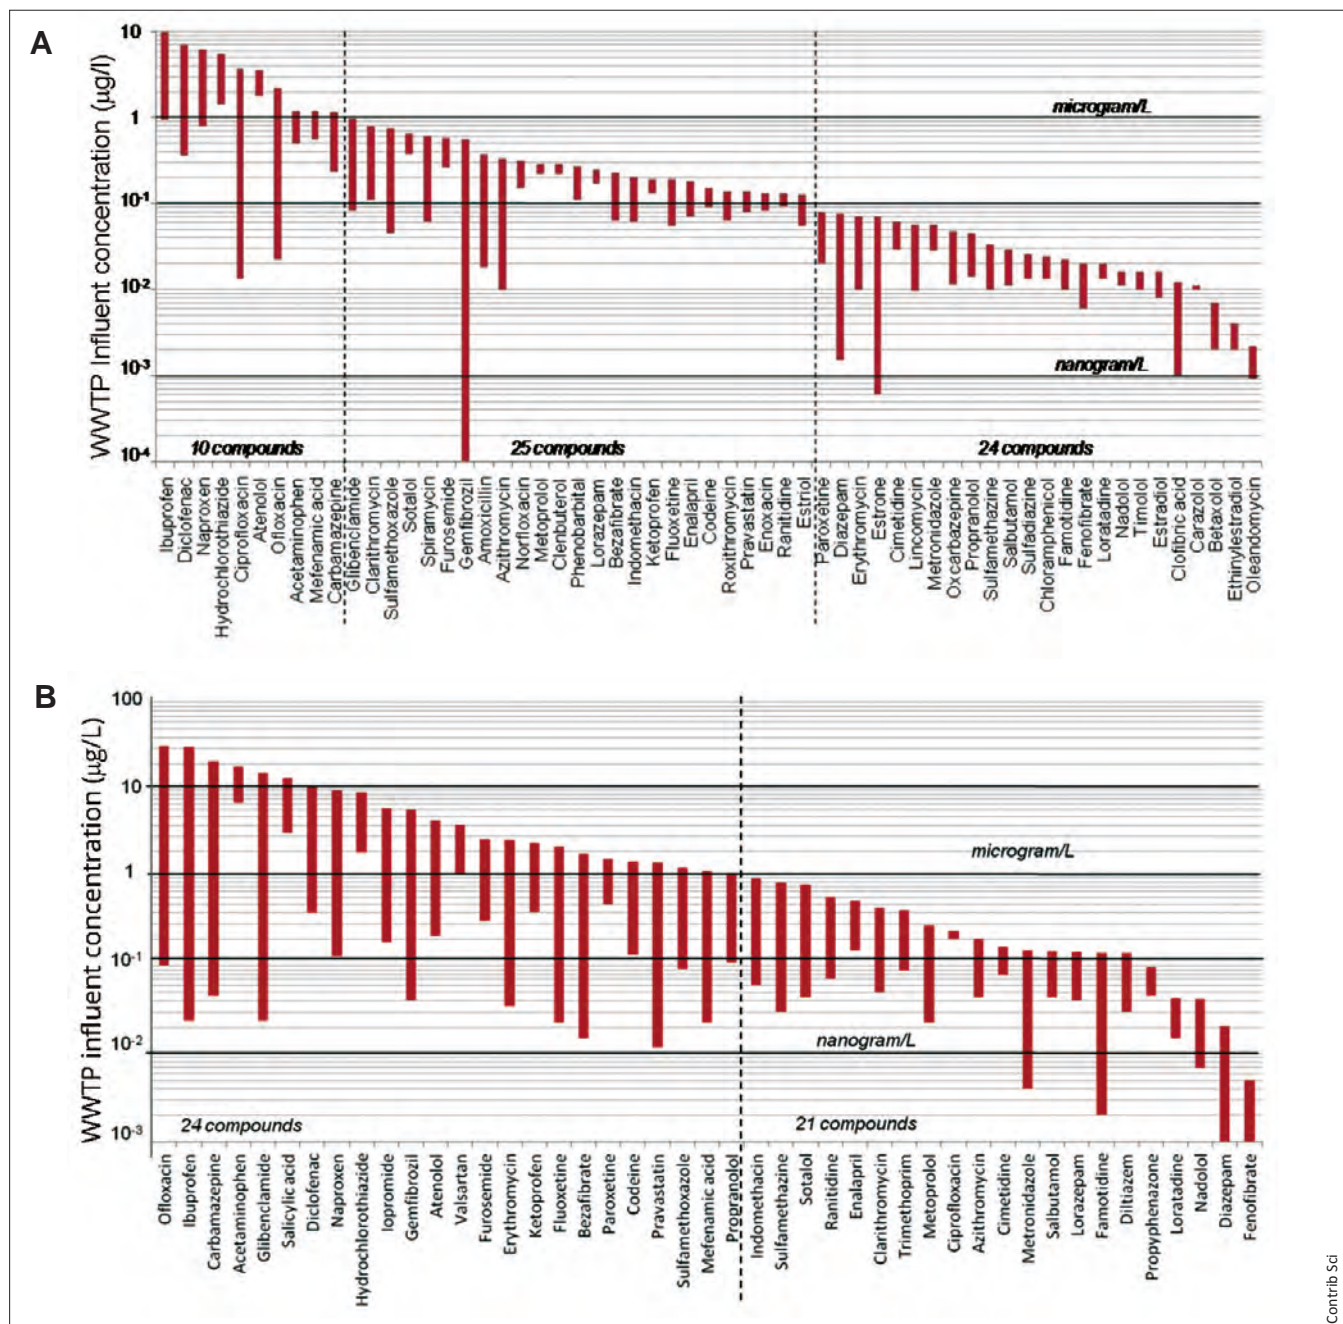 A
WWTP Influent concentration (µg/l)
10
1
10-1
10-2
10-3
10-4
microgram/L
nanogram/L
10 compounds
25 compounds
24 compounds
Ibuprofen
Diclofenac
Naproxen
Hydrochlorothiazide
Ciprofloxacin
Atenolol
Ofloxacin
Acetaminophen
Mefenamic acid
Carbamazepine
Glibenclamide
Clarithromycin
Sulfamethoxazole
Sotalol
Spiramycin
Furosemide
Gemfibrozil
Amoxicillin
Azithromycin
Norfloxacin
Metoprolol
Clenbuterol
Phenobarbital
Lorazepam
Bezafibrate
Indomethacin
Ketoprofen
Fluoxetine
Enalapril
Codeine
Roxithromycin
Pravastatin
Enoxacin
Ranitidine
Estriol
Paroxetine
Diazepam
Erythromycin
Estrone
Cimetidine
Lincomycin
Metronidazole
Oxcarbazepine
Propranolol
Sulfamethazine
Salbutamol
Sulfadiazine
Chloramphenicol
Famotidine
Fenofibrate
Loratadine
Nadolol
Timolol
Estradiol
Clofibric acid
Carazolol
Betaxolol
Ethinylestradiol
Oleandomycin
B
WWTP influent concentration (µg/L)
100
10
1
10-1
10-2
10-3
microgram/L
nanogram/L
24 compounds
21 compounds
Ofloxacin
Ibuprofen
Carbamazepine
Acetaminophen
Glibenclamide
Salicylic acid
Diclofenac
Naproxen
Hydrochlorothiazide
Iopromide
Gemfibrozil
Atenolol
Valsartan
Furosemide
Erythromycin
Ketoprofen
Fluoxetine
Bezafibrate
Paroxetine
Codeine
Pravastatin
Sulfamethoxazole
Mefenamic acid
Propranolol
Indomethacin
Sulfamethazine
Sotalol
Ranitidine
Enalapril
Clarithromycin
Trimethoprim
Metoprolol
Ciprofloxacin
Azithromycin
Cimetidine
Metronidazole
Salbutamol
Lorazepam
Famotidine
Diltiazem
Propyphenazone
Loratadine
Nadolol
Diazepam
Fenofibrate
Contrib Sci